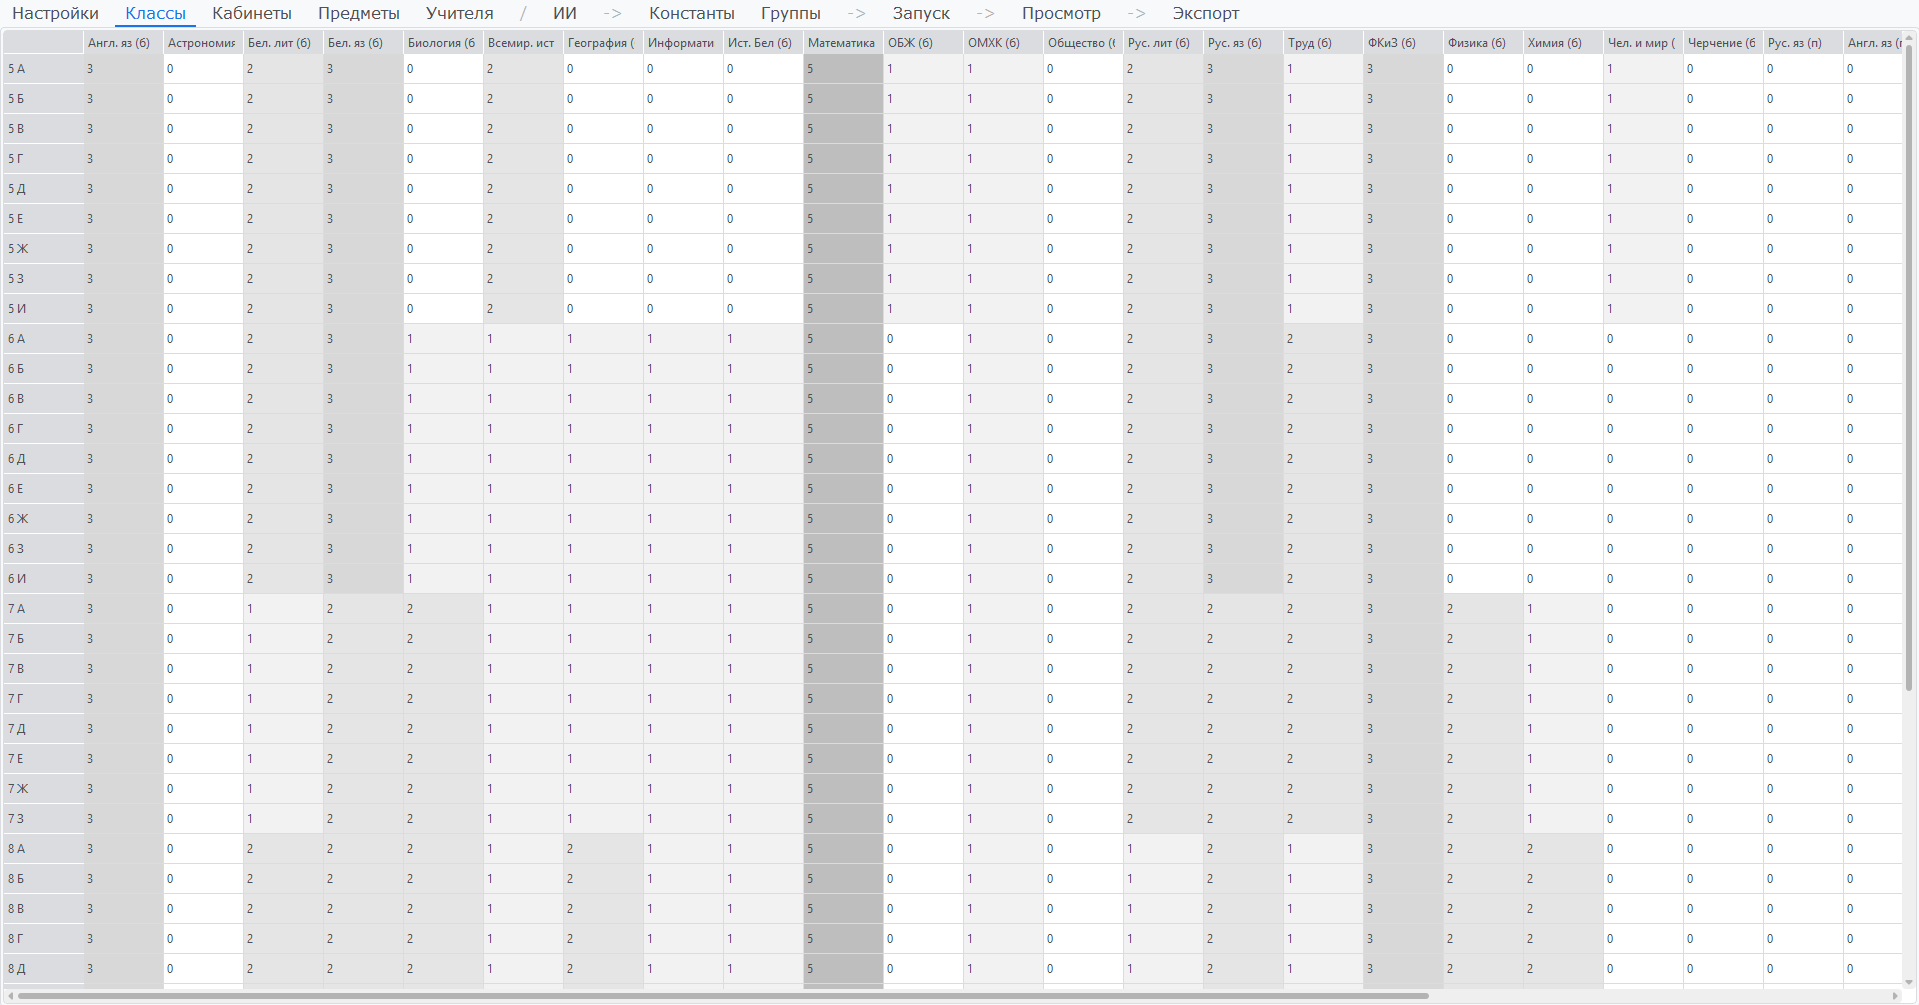 Настройки Классы Кабинеты Предметы Учителя / ИИ -> Константы Группы -> Запуск -> Просмотр -> Экспорт
Англ. яз (б) Астрономия Бел. лит (б) Бел. яз (б) Биология (б Всемир. ист География ( Информати Ист. Бел (б) Математика ОБЖ (б) ОМХК (б) Общество (б Рус. лит (б) Рус. яз (б) Труд (б) ФКиЗ (б) Физика (б) Химия (б) Чел. и мир ( Черчение (б Рус. яз (п) Англ. яз (п
5 А 3 0 2 3 0 2 0 0 0 5 1 1 0 2 3 1 3 0 0 1 0 0 0
5 Б 3 0 2 3 0 2 0 0 0 5 1 1 0 2 3 1 3 0 0 1 0 0 0
5 В 3 0 2 3 0 2 0 0 0 5 1 1 0 2 3 1 3 0 0 1 0 0 0
5 Г 3 0 2 3 0 2 0 0 0 5 1 1 0 2 3 1 3 0 0 1 0 0 0
5 Д 3 0 2 3 0 2 0 0 0 5 1 1 0 2 3 1 3 0 0 1 0 0 0
5 Е 3 0 2 3 0 2 0 0 0 5 1 1 0 2 3 1 3 0 0 1 0 0 0
5 Ж 3 0 2 3 0 2 0 0 0 5 1 1 0 2 3 1 3 0 0 1 0 0 0
5 З 3 0 2 3 0 2 0 0 0 5 1 1 0 2 3 1 3 0 0 1 0 0 0
5 И 3 0 2 3 0 2 0 0 0 5 1 1 0 2 3 1 3 0 0 1 0 0 0
6 А 3 0 2 3 1 1 1 1 1 5 0 1 0 2 3 2 3 0 0 0 0 0 0
6 Б 3 0 2 3 1 1 1 1 1 5 0 1 0 2 3 2 3 0 0 0 0 0 0
6 В 3 0 2 3 1 1 1 1 1 5 0 1 0 2 3 2 3 0 0 0 0 0 0
6 Г 3 0 2 3 1 1 1 1 1 5 0 1 0 2 3 2 3 0 0 0 0 0 0
6 Д 3 0 2 3 1 1 1 1 1 5 0 1 0 2 3 2 3 0 0 0 0 0 0
6 Е 3 0 2 3 1 1 1 1 1 5 0 1 0 2 3 2 3 0 0 0 0 0 0
6 Ж 3 0 2 3 1 1 1 1 1 5 0 1 0 2 3 2 3 0 0 0 0 0 0
6 З 3 0 2 3 1 1 1 1 1 5 0 1 0 2 3 2 3 0 0 0 0 0 0
6 И 3 0 2 3 1 1 1 1 1 5 0 1 0 2 3 2 3 0 0 0 0 0 0
7 А 3 0 1 2 2 1 1 1 1 5 0 1 0 2 2 2 3 2 1 0 0 0 0
7 Б 3 0 1 2 2 1 1 1 1 5 0 1 0 2 2 2 3 2 1 0 0 0 0
7 В 3 0 1 2 2 1 1 1 1 5 0 1 0 2 2 2 3 2 1 0 0 0 0
7 Г 3 0 1 2 2 1 1 1 1 5 0 1 0 2 2 2 3 2 1 0 0 0 0
7 Д 3 0 1 2 2 1 1 1 1 5 0 1 0 2 2 2 3 2 1 0 0 0 0
7 Е 3 0 1 2 2 1 1 1 1 5 0 1 0 2 2 2 3 2 1 0 0 0 0
7 Ж 3 0 1 2 2 1 1 1 1 5 0 1 0 2 2 2 3 2 1 0 0 0 0
7 З 3 0 1 2 2 1 1 1 1 5 0 1 0 2 2 2 3 2 1 0 0 0 0
8 А 3 0 2 2 2 1 2 1 1 5 0 1 0 1 2 1 3 2 2 0 0 0 0
8 Б 3 0 2 2 2 1 2 1 1 5 0 1 0 1 2 1 3 2 2 0 0 0 0
8 В 3 0 2 2 2 1 2 1 1 5 0 1 0 1 2 1 3 2 2 0 0 0 0
8 Г 3 0 2 2 2 1 2 1 1 5 0 1 0 1 2 1 3 2 2 0 0 0 0
8 Д 3 0 2 2 2 1 2 1 1 5 0 1 0 1 2 1 3 2 2 0 0 0 0